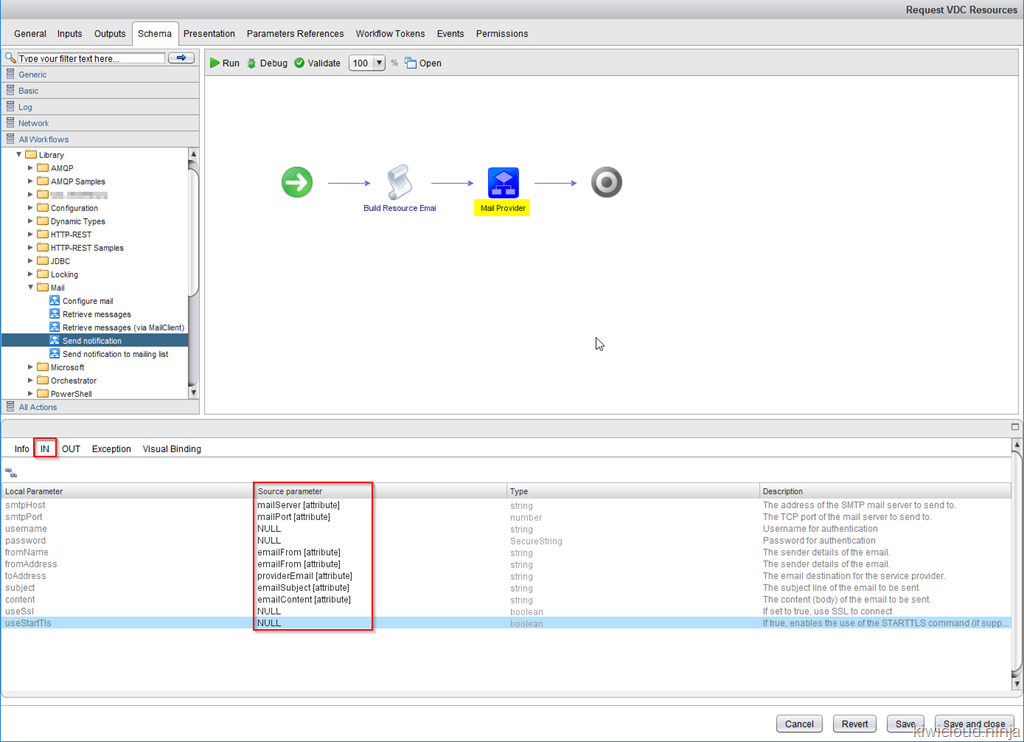 Request VDC Resources
General Inputs Outputs Schema Presentation Parameters References Workflow Tokens Events Permissions
Type your filter text here...
Run Debug Validate 100 % Open
Generic
Basic
Log
Network
All Workflows
Library
AMQP
AMQP Samples
Configuration
Dynamic Types
HTTP-REST
HTTP-REST Samples
JDBC
Locking
Mail
Configure mail
Retrieve messages
Retrieve messages (via MailClient)
Send notification
Send notification to mailing list
Microsoft
Orchestrator
PowerShell
All Actions
Build Resource Emai
Mail Provider
Info IN OUT Exception Visual Binding
Local Parameter Source parameter Type Description
smtpHost mailServer [attribute] string The address of the SMTP mail server to send to.
smtpPort mailPort [attribute] number The TCP port of the mail server to send to.
username NULL string Username for authentication
password NULL SecureString Password for authentication
fromName emailFrom [attribute] string The sender details of the email.
fromAddress emailFrom [attribute] string The sender details of the email.
toAddress providerEmail [attribute] string The email destination for the service provider.
subject emailSubject [attribute] string The subject line of the email to be sent.
content emailContent [attribute] string The content (body) of the email to be sent.
useSsl NULL boolean If set to true, use SSL to connect
useStartTls NULL boolean If true, enables the use of the STARTTLS command (if supp...
Cancel Revert Save Save and close
kiwicloud.ninja